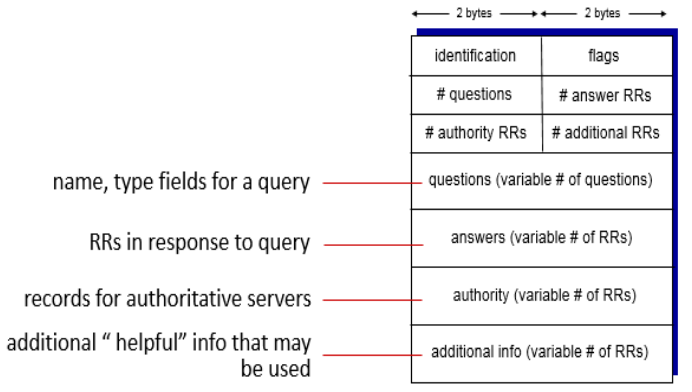 2 bytes 2 bytes
identification flags
# questions # answer RRs
# authority RRs # additional RRs
name, type fields for a query questions (variable # of questions)
RRs in response to query answers (variable # of RRs)
records for authoritative servers authority (variable # of RRs)
additional “ helpful” info that may
be used additional info (variable # of RRs)